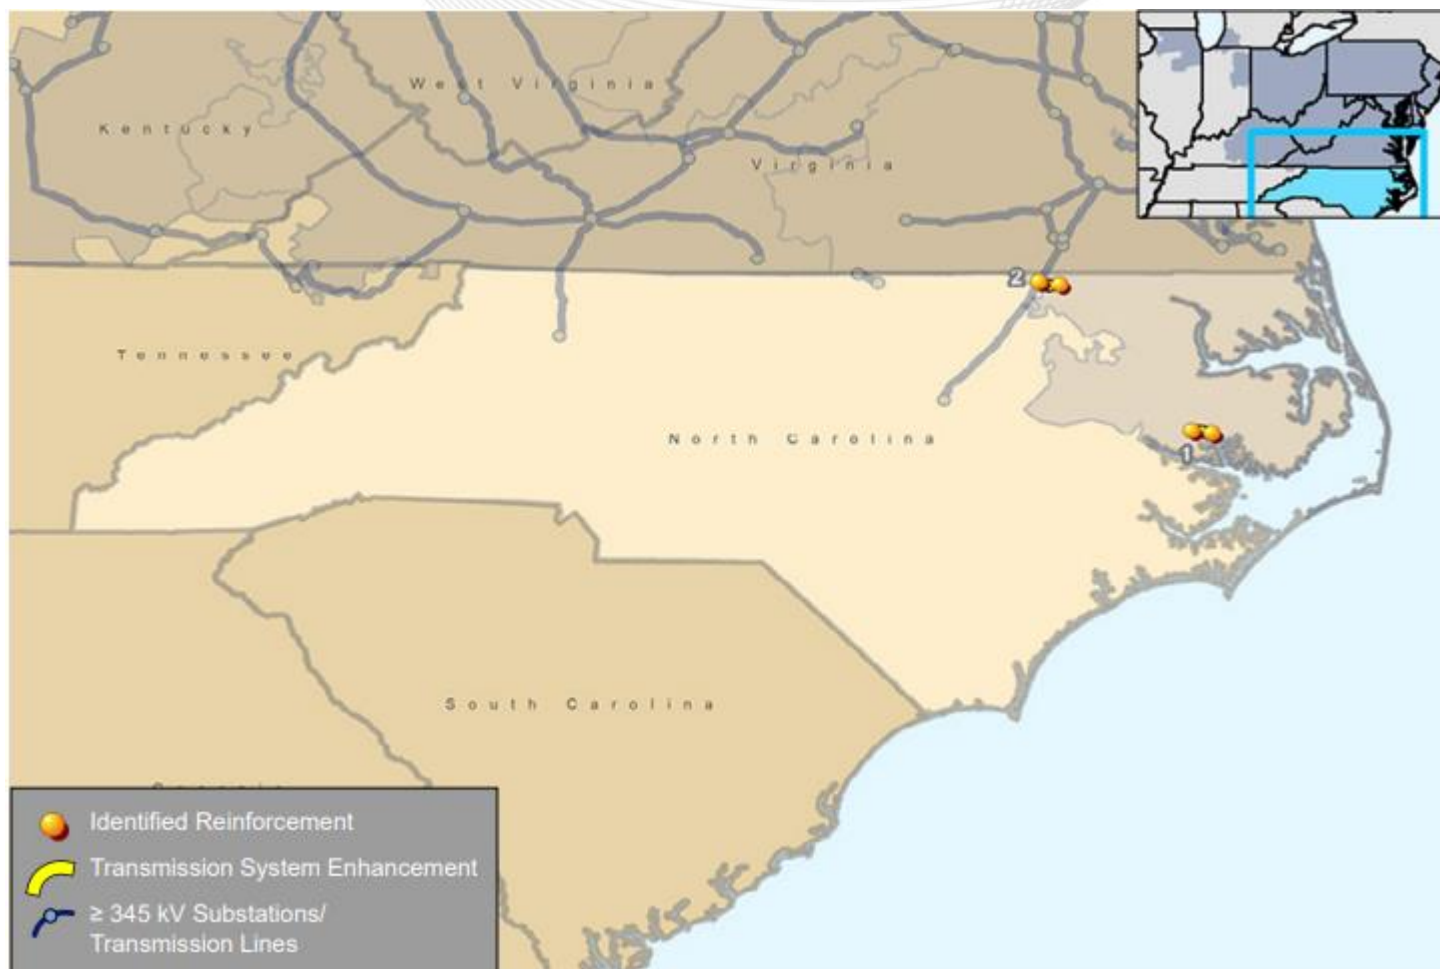 West Virginia
Kentucky
Virginia
2
Tennessee
North Carolina
1
South Carolina
Identified Reinforcement
Transmission System Enhancement
≥ 345 kV Substations/
Transmission Lines